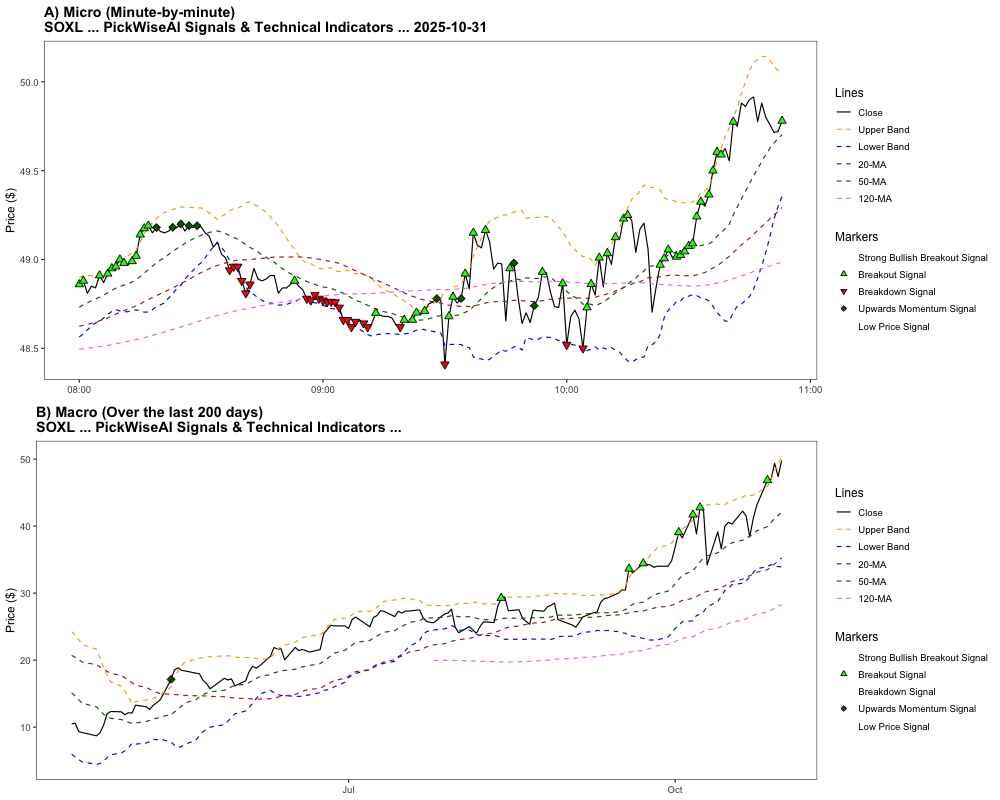 A) Micro (Minute-by-minute)
SOXL ... PickWiseAI Signals & Technical Indicators ... 2025-10-31
Price ($)
50.0
49.5
49.0
48.5
08:00
09:00
10:00
11:00
Lines
Close
Upper Band
Lower Band
20-MA
50-MA
120-MA
Markers
Strong Bullish Breakout Signal
Breakout Signal
Breakdown Signal
Upwards Momentum Signal
Low Price Signal
B) Macro (Over the last 200 days)
SOXL ... PickWiseAI Signals & Technical Indicators ...
Price ($)
50
40
30
20
10
Jul
Oct
Lines
Close
Upper Band
Lower Band
20-MA
50-MA
120-MA
Markers
Strong Bullish Breakout Signal
Breakout Signal
Breakdown Signal
Upwards Momentum Signal
Low Price Signal